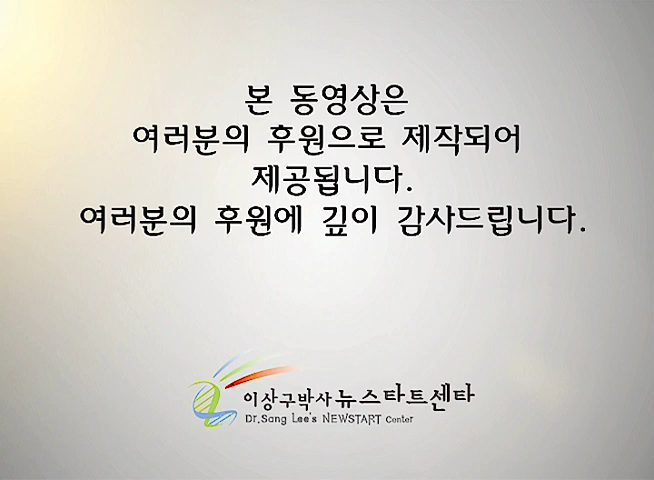 본 동영상은
여러분의 후원으로 제작되어
제공됩니다.
여러분의 후원에 깊이 감사드립니다.
이상구박사 뉴스타트센타
Dr.Sang Lee's NEWSTART Center